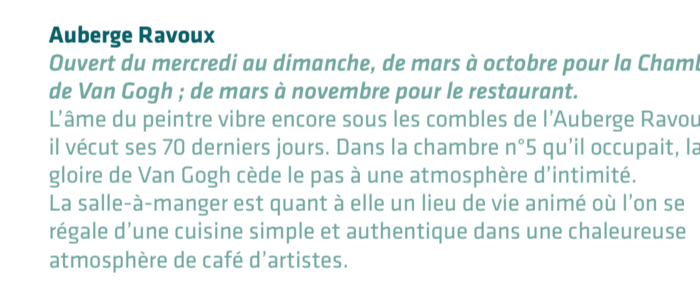 Auberge Ravoux
Ouvert du mercredi au dimanche, de mars à octobre pour la
de Van Gogh ; de mars à novembre pour le restaurant.
L'âme du peintre vibre encore sous les combles de l'Auberge
il vécut ses 70 derniers jours. Dans la chambre n°5 qu'il occupait, la
gloire de Van Gogh cède le pas à une atmosphère d'intimité.
La salle-à-manger est quant à elle un lieu de vie animé où l'on se
régale d'une cuisine simple et authentique dans une chaleureuse
atmosphère de café d'artistes.